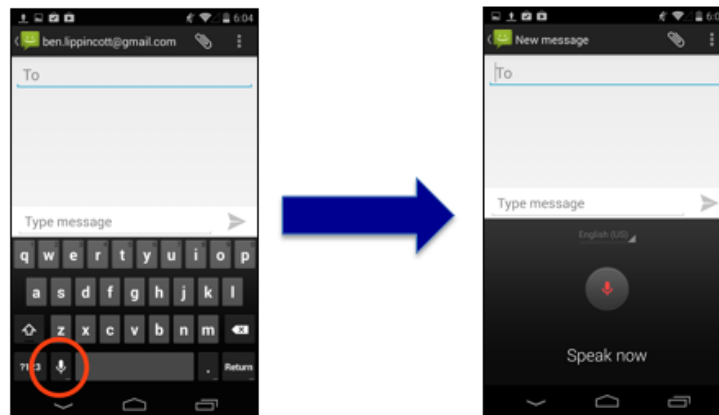 6:04
ben.lippincott@gmail.com
To
Type message
q w e r t y u i o p
a s d f g h j k l
z x c v b n m
?123 . Return
New message
To
Type message
English (US)
Speak now